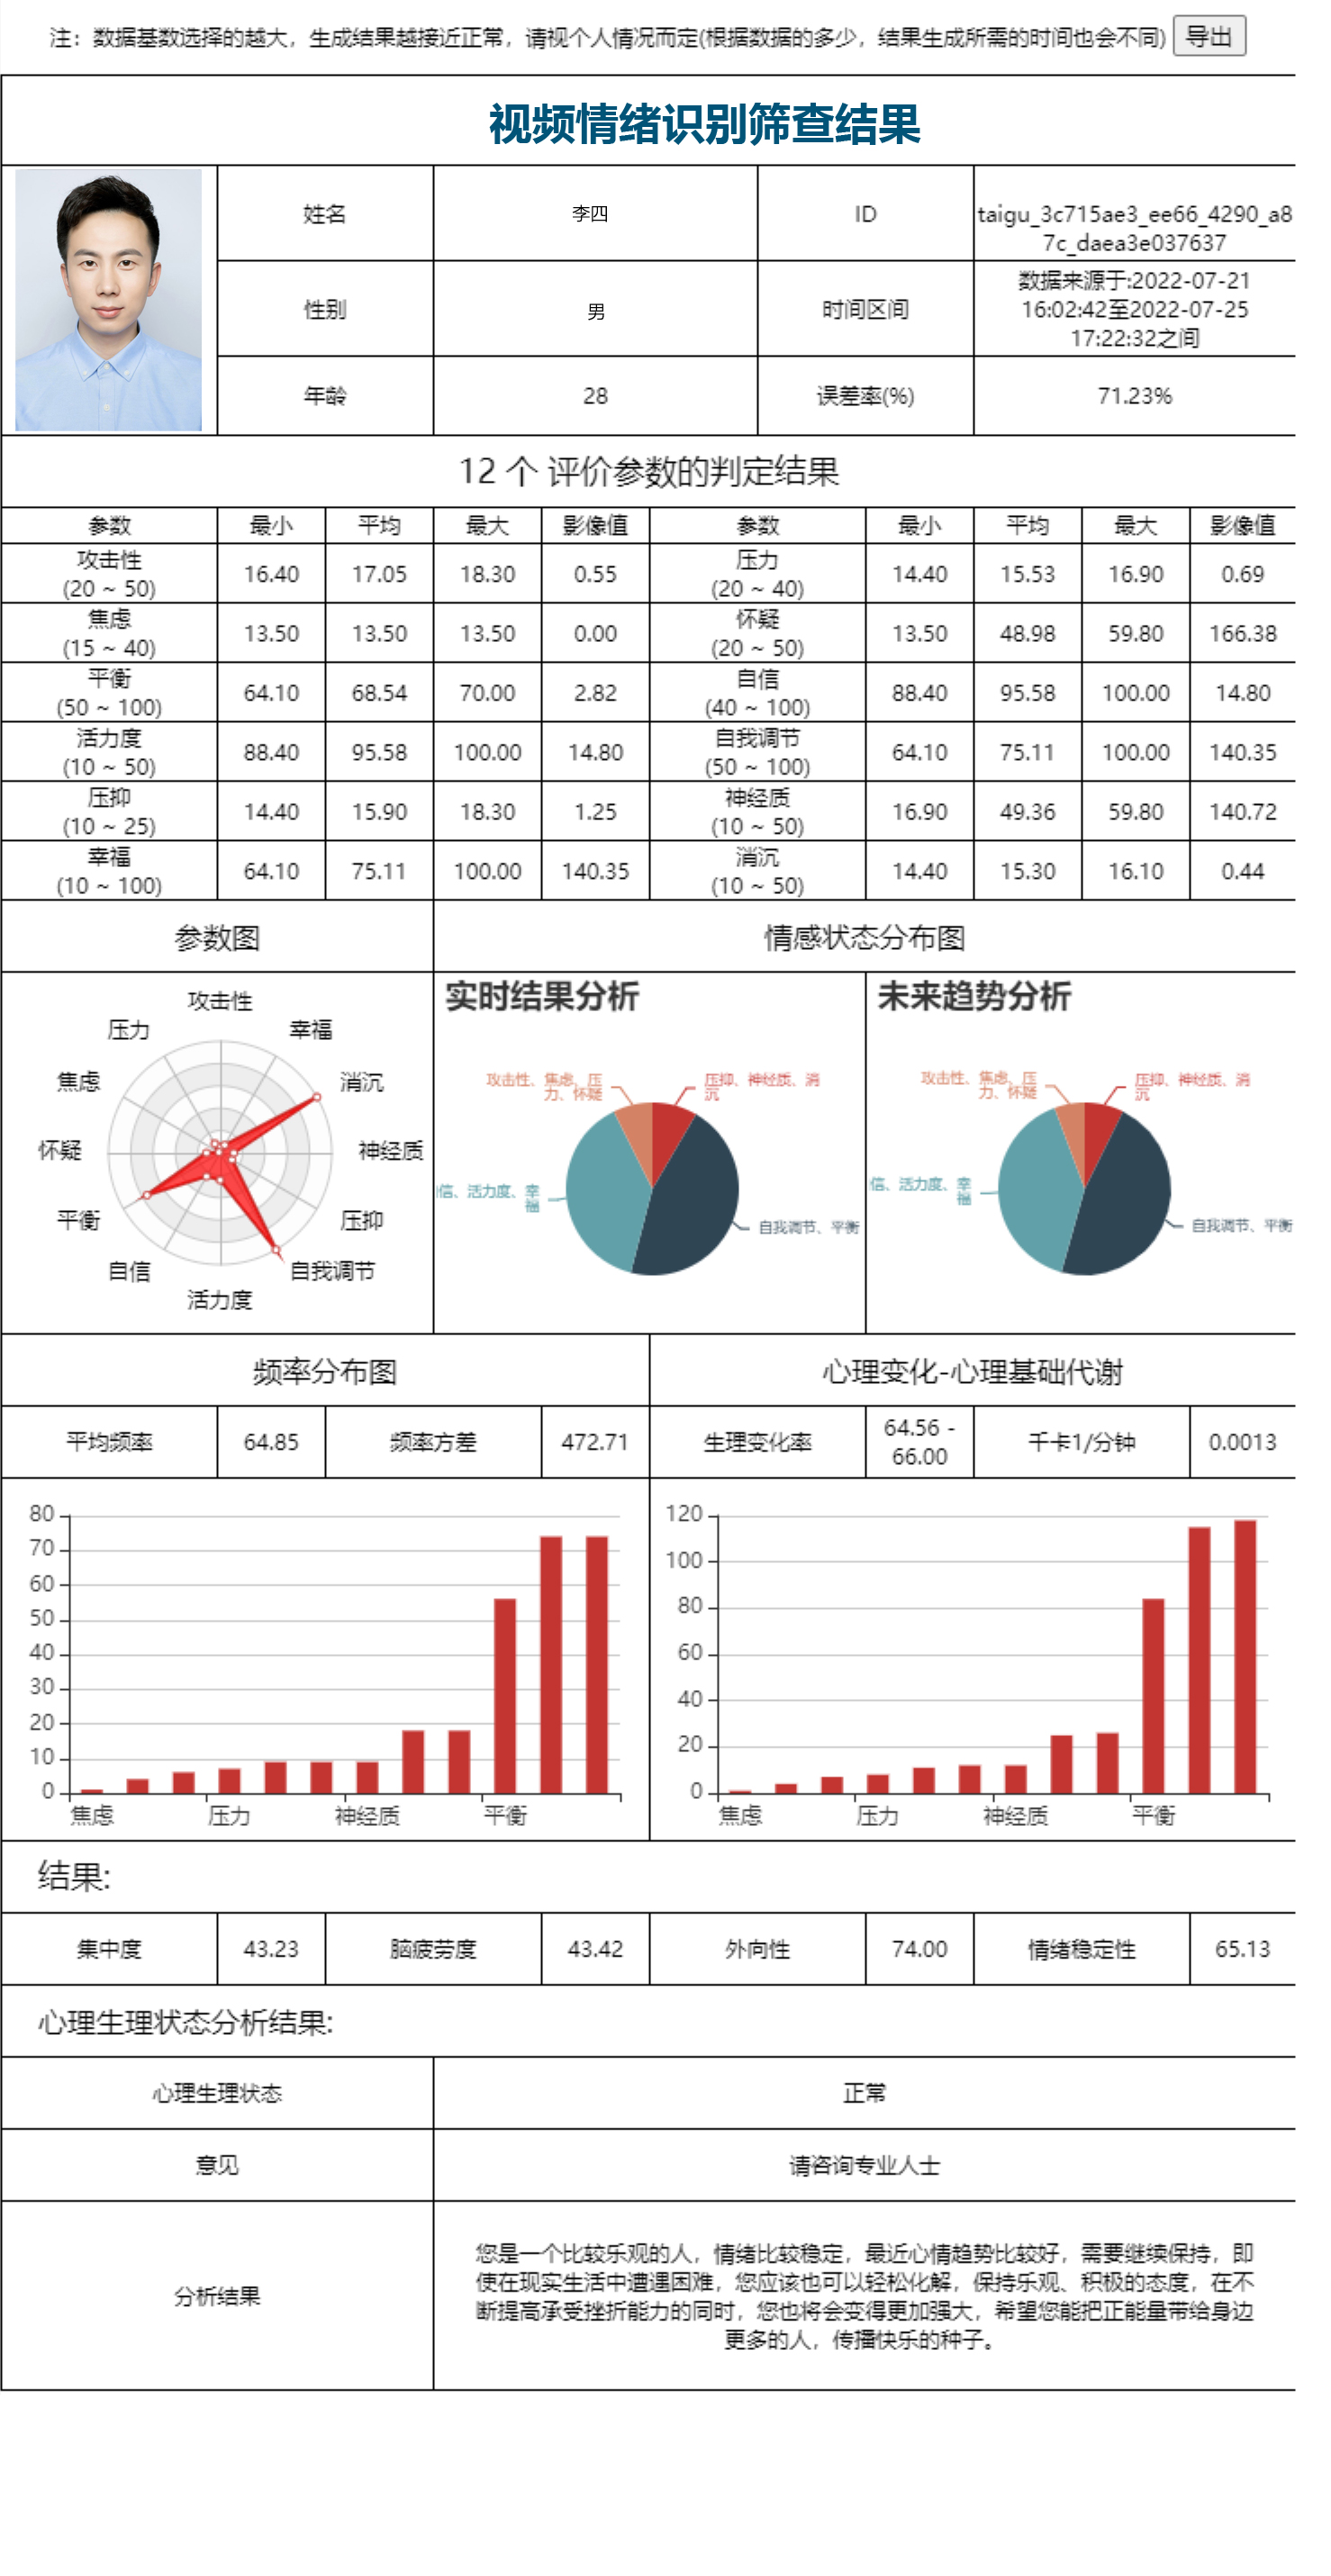 注：数据基数选择的越大，生成结果越接近正常，请视个人情况而定(根据数据的多少，结果生成所需的时间也会不同) 导出
视频情绪识别筛查结果
姓名 李四 ID taigu_3c715ae3_ee66_4290_a8
7c_daea3e037637
性别 男 时间区间 数据来源于:2022-07-21
16:02:42至2022-07-25
17:22:32之间
年龄 28 误差率(%) 71.23%
12 个 评价参数的判定结果
参数 最小 平均 最大 影像值 参数 最小 平均 最大 影像值
攻击性
(20 ~ 50) 16.40 17.05 18.30 0.55 压力
(20 ~ 40) 14.40 15.53 16.90 0.69
焦虑
(15 ~ 40) 13.50 13.50 13.50 0.00 怀疑
(20 ~ 50) 13.50 48.98 59.80 166.38
平衡
(50 ~ 100) 64.10 68.54 70.00 2.82 自信
(40 ~ 100) 88.40 95.58 100.00 14.80
活力度
(10 ~ 50) 88.40 95.58 100.00 14.80 自我调节
(50 ~ 100) 64.10 75.11 100.00 140.35
压抑
(10 ~ 25) 14.40 15.90 18.30 1.25 神经质
(10 ~ 50) 16.90 49.36 59.80 140.72
幸福
(10 ~ 100) 64.10 75.11 100.00 140.35 消沉
(10 ~ 50) 14.40 15.30 16.10 0.44
参数图 情感状态分布图
攻击性
压力 幸福
焦虑 消沉
怀疑 神经质
平衡 压抑
自信 自我调节
活力度
实时结果分析
攻击性、焦虑、压
力、怀疑
压抑、神经质、消
沉
信、活力度、幸
福
自我调节、平衡
未来趋势分析
攻击性、焦虑、压
力、怀疑
压抑、神经质、消
沉
信、活力度、幸
福
自我调节、平衡
频率分布图 心理变化-心理基础代谢
平均频率 64.85 频率方差 472.71 生理变化率 64.56 -
66.00 千卡1/分钟 0.0013
80
70
60
50
40
30
20
10
0
焦虑 压力 神经质 平衡
120
100
80
60
40
20
0
焦虑 压力 神经质 平衡
结果:
集中度 43.23 脑疲劳度 43.42 外向性 74.00 情绪稳定性 65.13
心理生理状态分析结果:
心理生理状态 正常
意见 请咨询专业人士
分析结果
您是一个比较乐观的人，情绪比较稳定，最近心情趋势比较好，需要继续保持，即
使在现实生活中遭遇困难，您应该也可以轻松化解，保持乐观、积极的态度，在不
断提高承受挫折能力的同时，您也将会变得更加强大，希望您能把正能量带给身边
更多的人，传播快乐的种子。